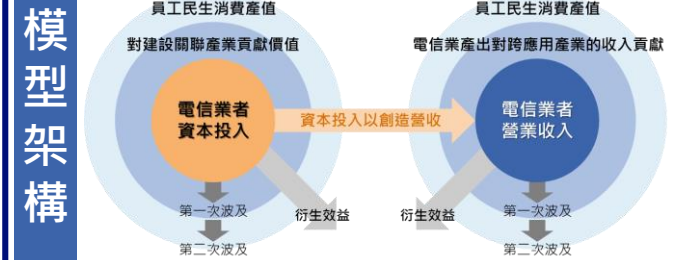 模型架構
員工民生消費產值
對建設關聯產業貢獻價值
電信業者
資本投入
資本投入以創造營收
第一次波及
第二次波及
衍生效益
員工民生消費產值
電信業產出對跨應用產業的收入貢獻
電信業者
營業收入
衍生效益
第一次波及
第二次波及